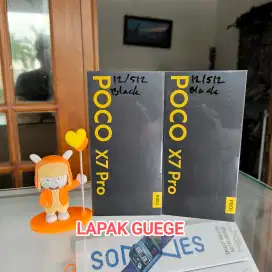 12/512
Black
POCO X7 Pro
POCO
12/512
Black
POCO X7 Pro
POCO
LAPAK GUEGE